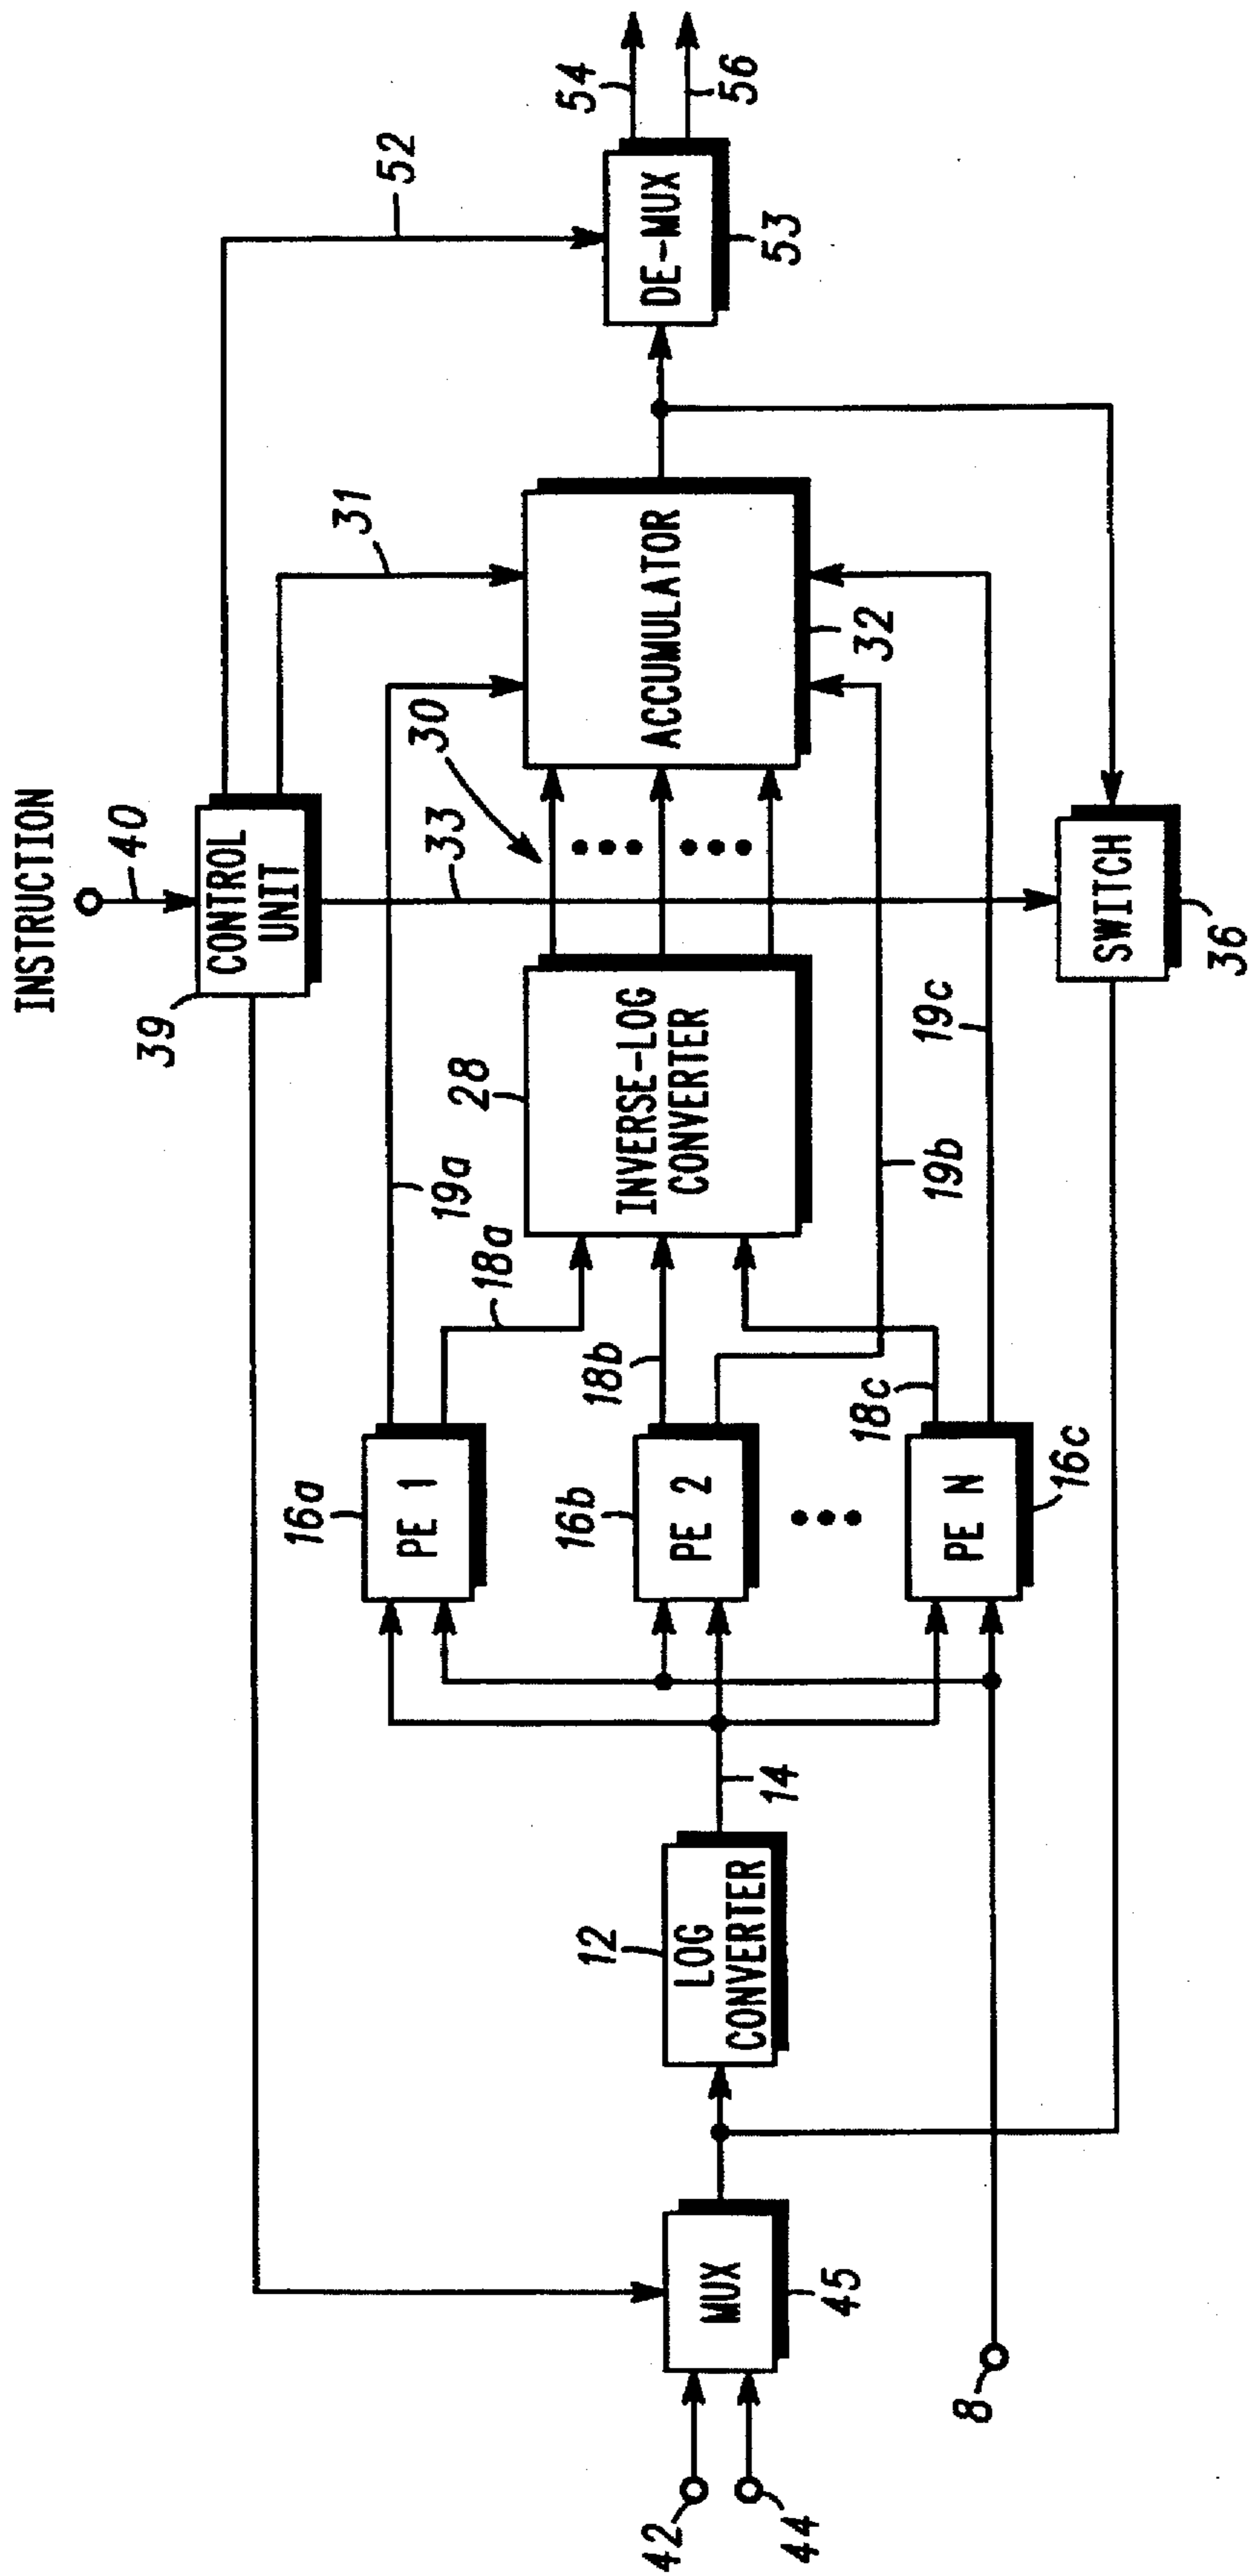 INSTRUCTION
40
39
CONTROL
UNIT
52
31
54
56
DE-MUX
53
19a
30
33
ACCUMULATOR
32
18a
28
INVERSE-LOG
CONVERTER
16a
PE 1
18b
16b
PE 2
19b
19c
18c
PE N
16c
12
LOG
CONVERTER
14
42
44
MUX
45
8
SWITCH
36